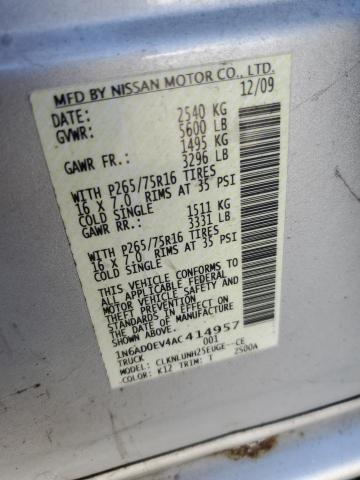 MFD BY NISSAN MOTOR CO., LTD.
DATE: 12/09
GVWR: 2540 KG
5600 LB
GAWR FR.: 1495 KG
3296 LB
WITH P265/75R16 TIRES
16 X 7.0 RIMS AT 35 PSI
COLD SINGLE
GAWR RR.: 1511 KG
3331 LB
WITH P265/75R16 TIRES
16 X 7.0 RIMS AT 35 PSI
COLD SINGLE
THIS VEHICLE CONFORMS TO
ALL APPLICABLE FEDERAL
MOTOR VEHICLE SAFETY
STANDARDS IN EFFECT ON
THE DATE OF MANUFACTURE
SHOWN ABOVE.
1N6AD0EV4AC414957
TRUCK 001
MODEL: CLKNLUNHZ5EUGE--CE
COLOR: K12 TRIM: T 2500A